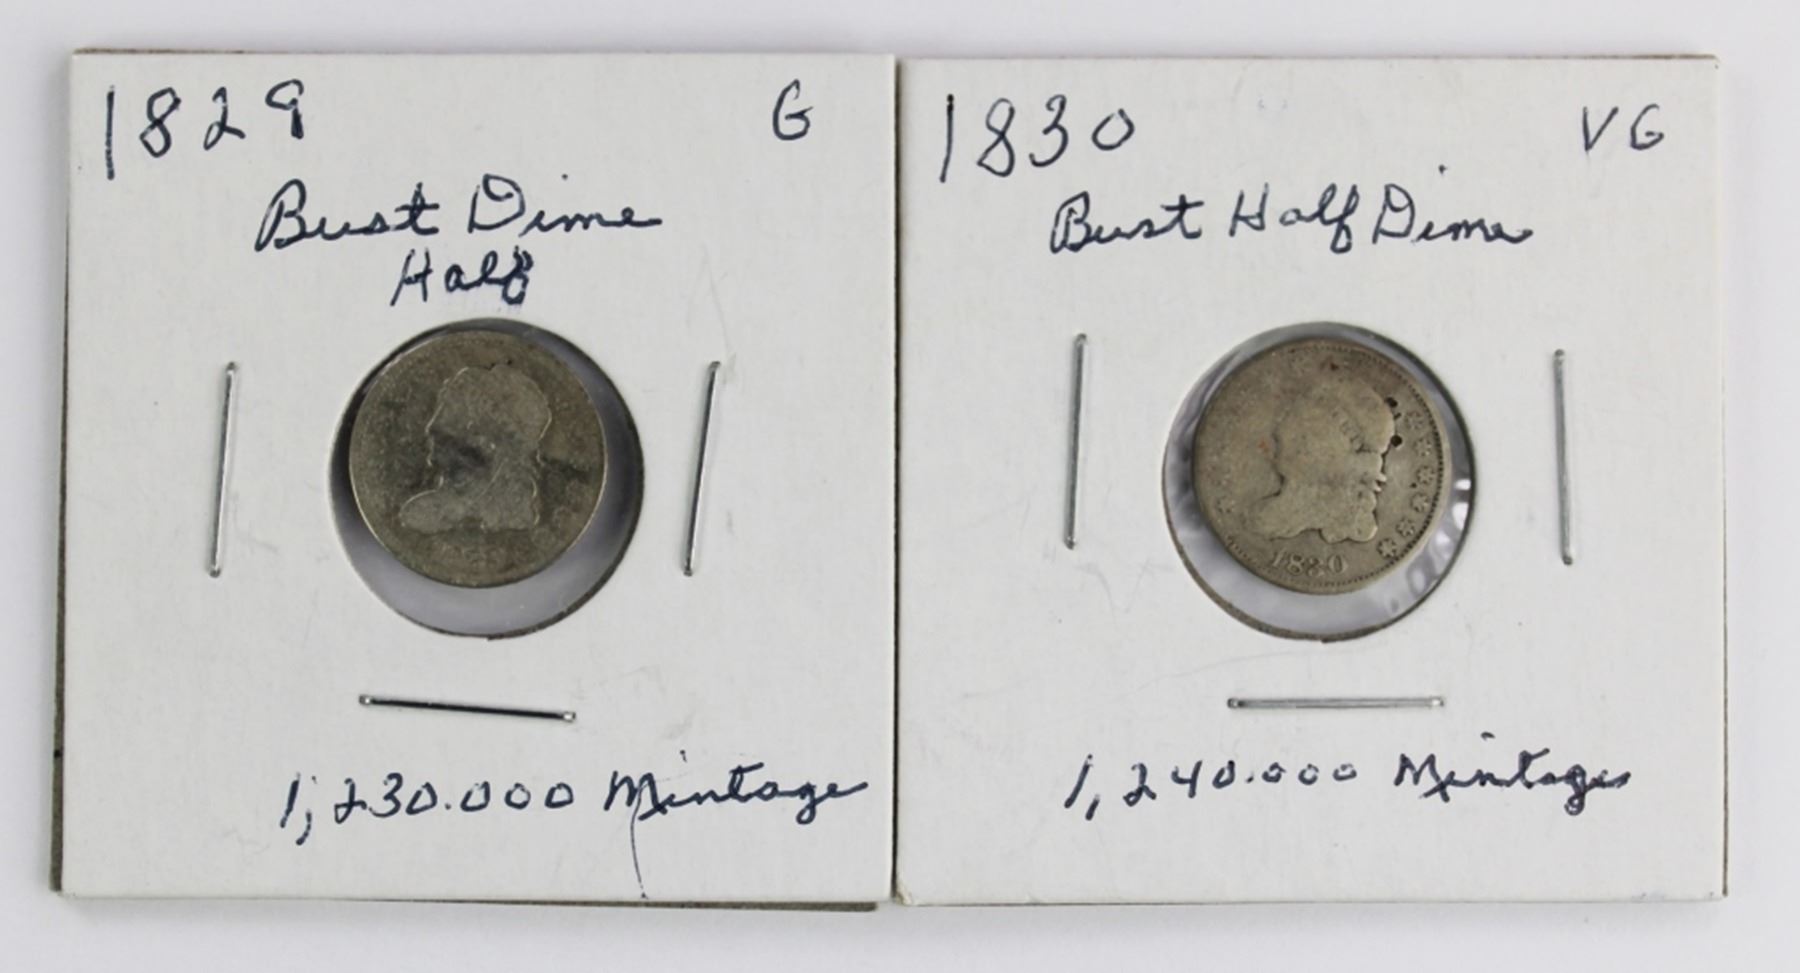 1829 G
Bust Dime
Half
1,230.000 Mintage
1830 VG
Bust Half Dime
1830
1,240.000 Mintage